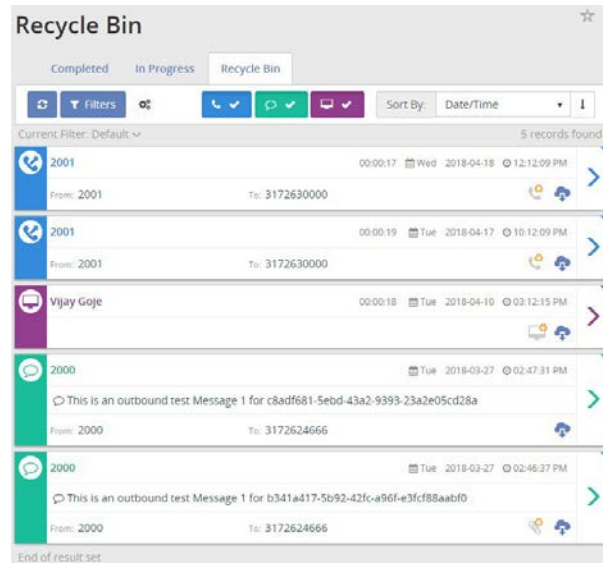 Recycle Bin
Completed In Progress Recycle Bin
Filters Sort By: Date/Time
Current Filter: Default 5 records found
2001 00:00:17 Wed 2018-04-18 12:12:09 PM
From: 2001 To: 3172630000
2001 00:00:19 Tue 2018-04-17 10:12:09 PM
From: 2001 To: 3172630000
Vijay Goje 00:00:18 Tue 2018-04-10 03:12:15 PM
2000 Tue 2018-03-27 02:47:31 PM
This is an outbound test Message 1 for c8adf681-5ebd-43a2-9393-23a2e05cd28a
From: 2000 To: 3172624666
2000 Tue 2018-03-27 02:46:37 PM
This is an outbound test Message 1 for b341a417-5b92-42fc-a96f-e3fcf88aabf0
From: 2000 To: 3172624666
End of result set